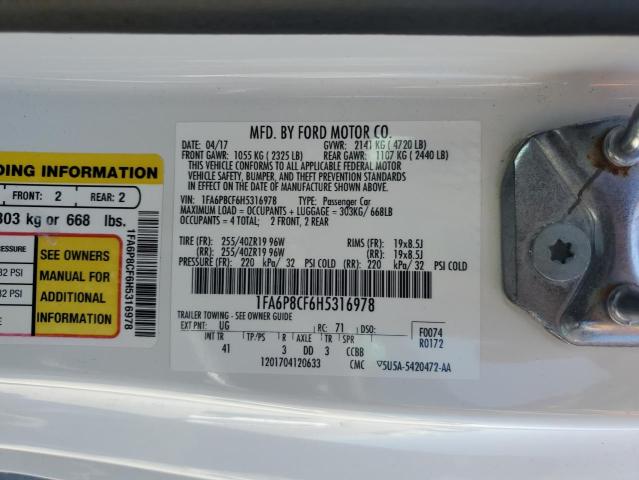 MFD. BY FORD MOTOR CO.
DATE: 04/17 GVWR: 2141 KG ( 4720 LB)
FRONT GAWR: 1055 KG ( 2325 LB) REAR GAWR: 1107 KG ( 2440 LB)
THIS VEHICLE CONFORMS TO ALL APPLICABLE FEDERAL MOTOR
VEHICLE SAFETY, BUMPER, AND THEFT PREVENTION STANDARDS
IN EFFECT ON THE DATE OF MANUFACTURE SHOWN ABOVE.
VIN: 1FA6P8CF6H5316978 TYPE: Passenger Car
MAXIMUM LOAD = OCCUPANTS + LUGGAGE = 303KG/ 668LB
OCCUPANTS = 4 TOTAL; 2 FRONT, 2 REAR
TIRE (FR): 255/40ZR19 96W RIMS (FR): 19x8.5J
(RR): 255/40ZR19 96W (RR): 19x8.5J
PRESSURE (FR): 220 kPa/ 32 PSI COLD (RR): 220 kPa/ 32 PSI COLD
1FA6P8CF6H5316978
TRAILER TOWING - SEE OWNER GUIDE
EXT PNT: UG RC: 71 DSO: F0074
R0172
INT TR TP/PS R AXLE TR SPR
41 3 DD 3 CCBB
1201704120633 CMC 5U5A-5420472-AA
DING INFORMATION
FRONT: 2 REAR: 2
303 kg or 668 lbs.
PRESSURE
32 PSI
32 PSI
SEE OWNERS
MANUAL FOR
ADDITIONAL
INFORMATION
1FA6P8CF6H5316978